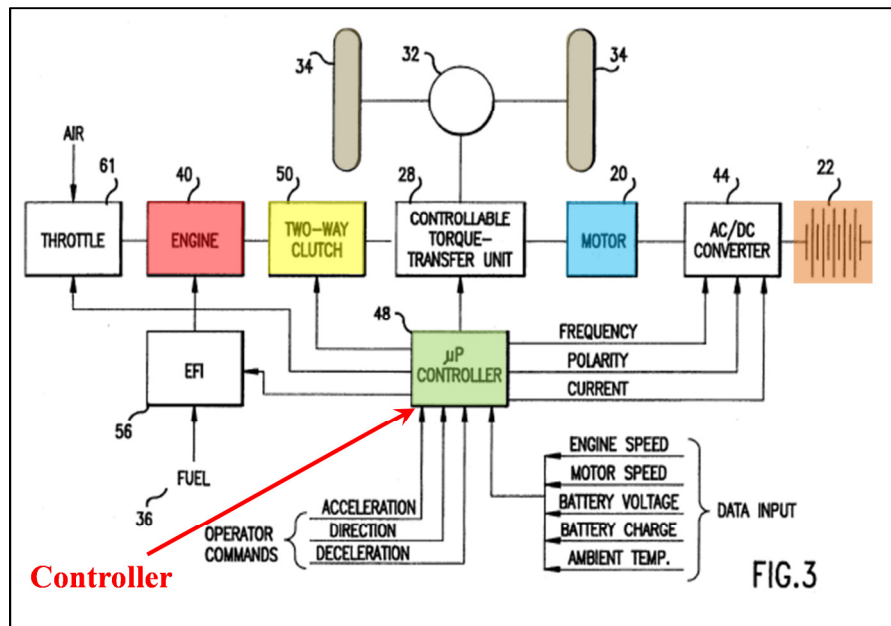 34
32
34
AIR
61
40
50
28
20
44
22
THROTTLE
ENGINE
TWO-WAY
CLUTCH
CONTROLLABLE
TORQUE-
TRANSFER UNIT
MOTOR
AC/DC
CONVERTER
48
µP
CONTROLLER
FREQUENCY
POLARITY
CURRENT
EFI
56
FUEL
36
ENGINE SPEED
MOTOR SPEED
BATTERY VOLTAGE
BATTERY CHARGE
AMBIENT TEMP.
DATA INPUT
OPERATOR
COMMANDS
ACCELERATION
DIRECTION
DECELERATION
Controller
FIG.3